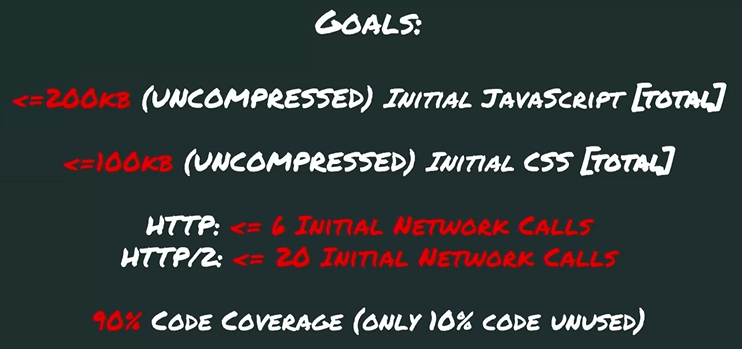 Goals:
<=200kb (UNCOMPRESSED) Initial JavaScript [total]
<=100kb (UNCOMPRESSED) Initial CSS [total]
HTTP: <= 6 Initial Network Calls
HTTP/2: <= 20 Initial Network Calls
90% Code Coverage (only 10% code unused)